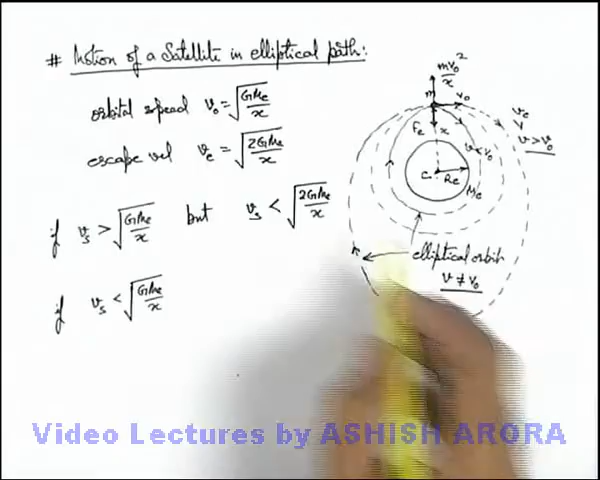 # Motion of a Satellite in elliptical path:
orbital speed v₀ = √(GMe/x)
escape vel ve = √(2GMe/x)
if vs > √(GMe/x) but vs < √(2GMe/x)
if vs < √(GMe/x)
mv₀²/x
m v₀
Fe x
ve > v > v₀
v < v₀
C Re
Me
elliptical orbit
v ≠ v₀
Video Lectures by ASHISH ARORA